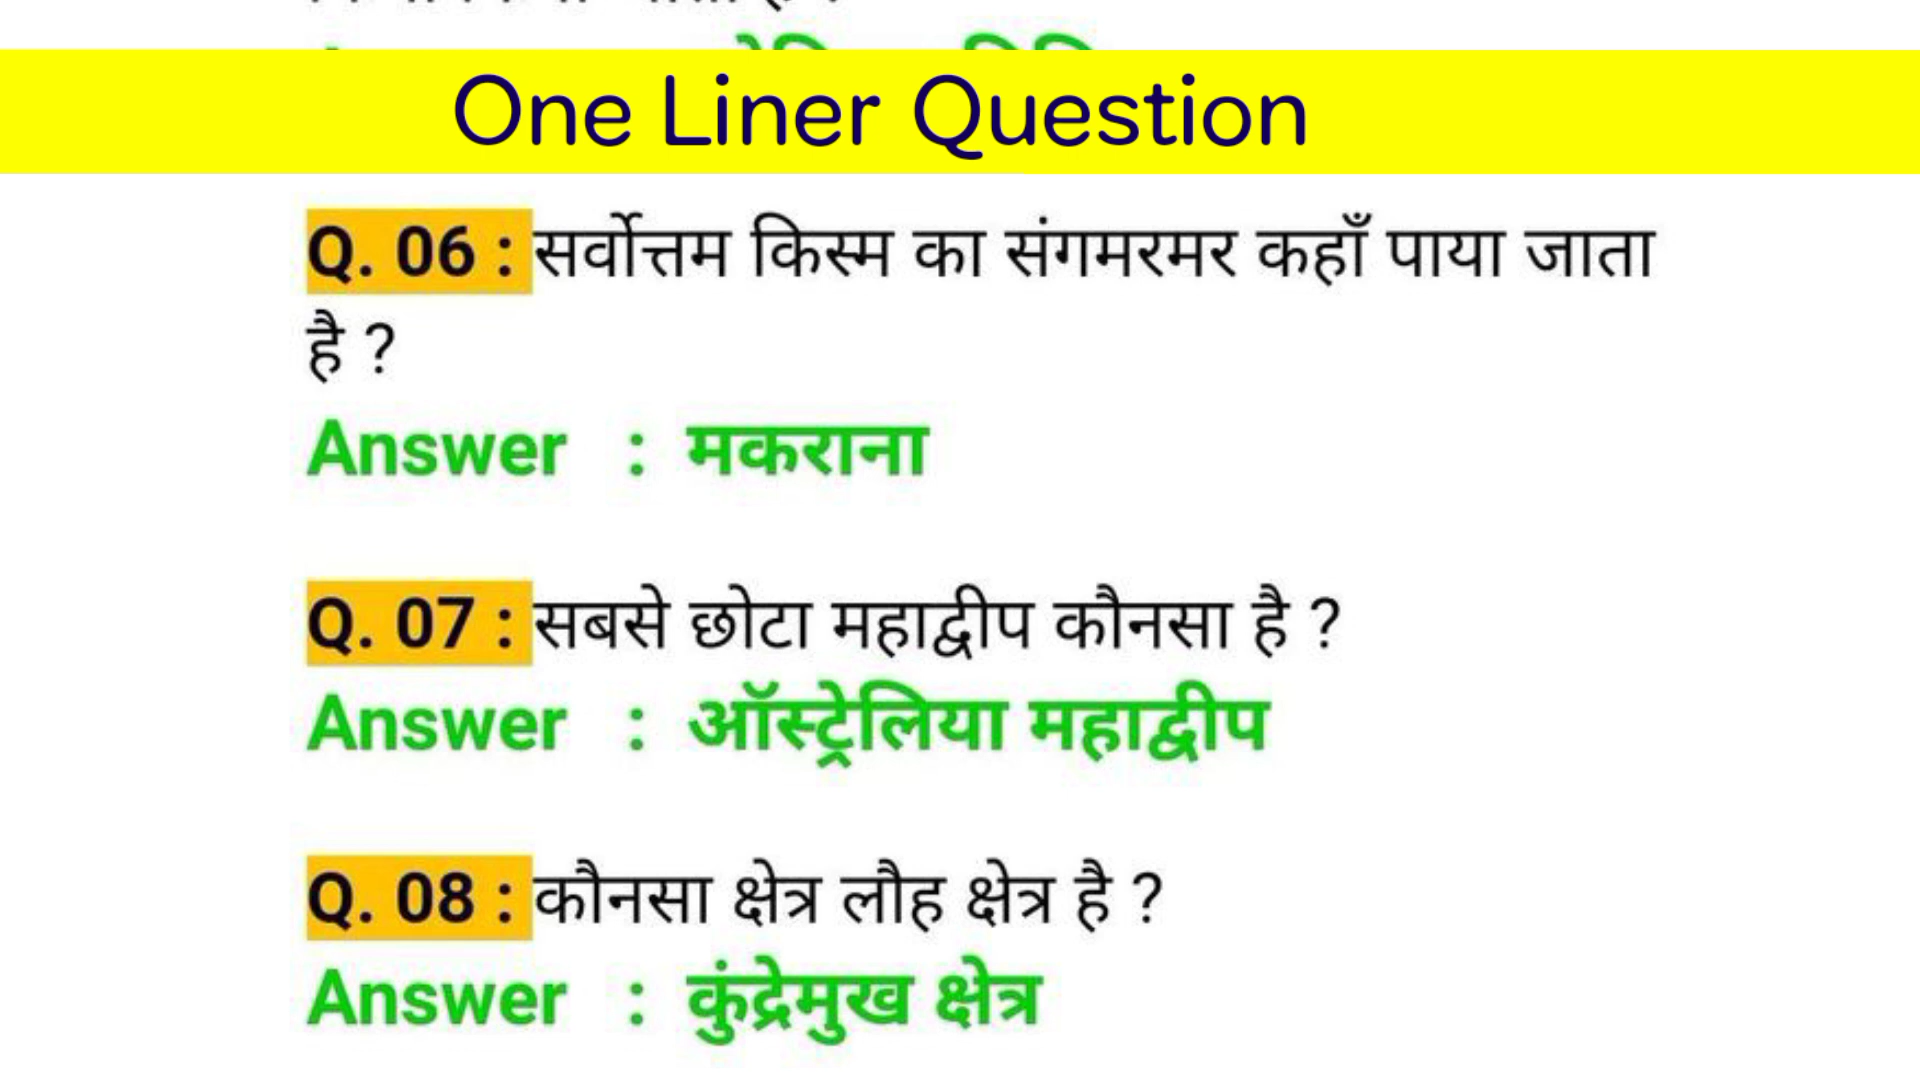 One Liner Question
Q. 06 : सर्वोत्तम किस्म का संगमरमर कहाँ पाया जाता
है ?
Answer : मकराना
Q. 07 : सबसे छोटा महाद्वीप कौनसा है ?
Answer : ऑस्ट्रेलिया महाद्वीप
Q. 08 : कौनसा क्षेत्र लौह क्षेत्र है ?
Answer : कुंद्रेमुख क्षेत्र